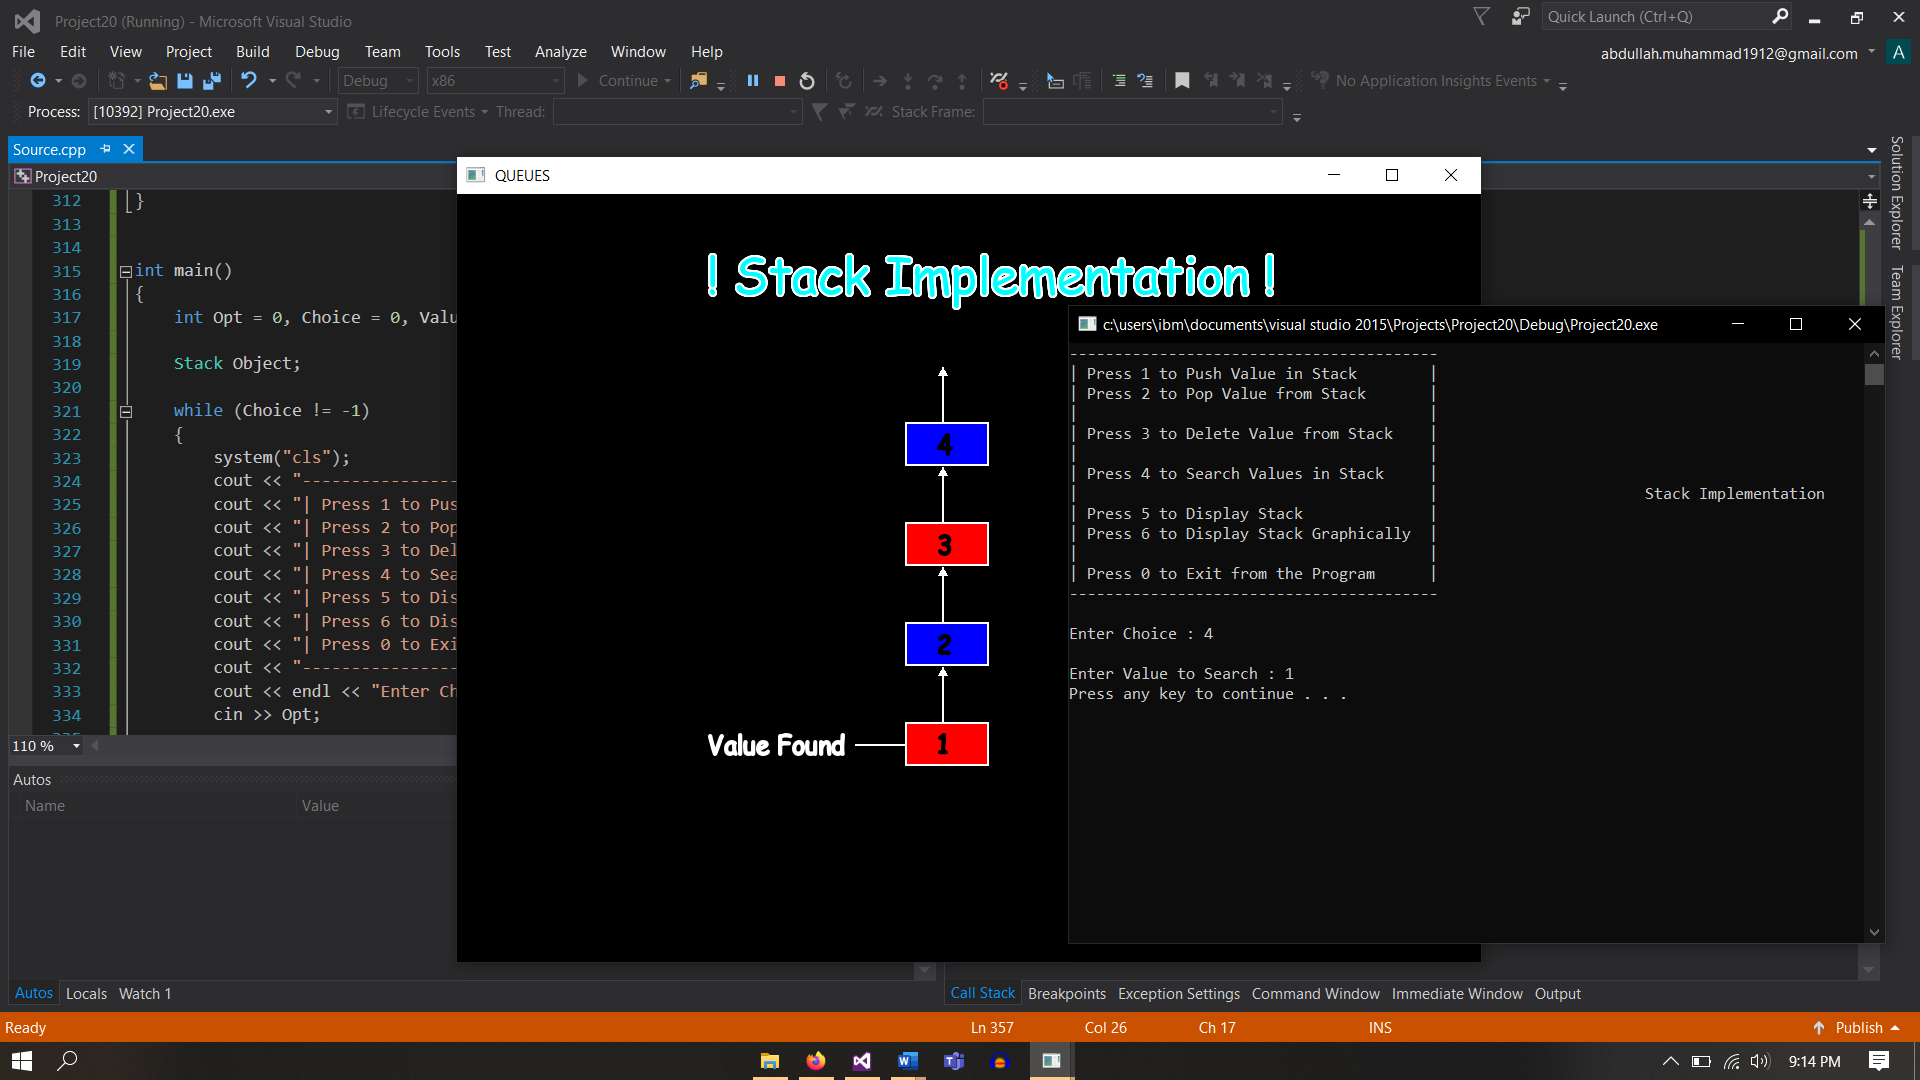 Project20 (Running) - Microsoft Visual Studio
Quick Launch (Ctrl+Q)
File Edit View Project Build Debug Team Tools Test Analyze Window Help
abdullah.muhammad1912@gmail.com A
Debug x86 Continue No Application Insights Events
Process: [10392] Project20.exe Lifecycle Events Thread: Stack Frame:
Source.cpp
Project20
312 }
313
314
315 int main()
316 {
317 int Opt = 0, Choice = 0, Valu
318
319 Stack Object;
320
321 while (Choice != -1)
322 {
323 system("cls");
324 cout << "-----------------
325 cout << "| Press 1 to Pus
326 cout << "| Press 2 to Pop
327 cout << "| Press 3 to Del
328 cout << "| Press 4 to Sea
329 cout << "| Press 5 to Dis
330 cout << "| Press 6 to Dis
331 cout << "| Press 0 to Exi
332 cout << "-----------------
333 cout << endl << "Enter Ch
334 cin >> Opt;
110 %
Autos
Name Value
Autos Locals Watch 1
QUEUES
! Stack Implementation !
4
3
2
Value Found 1
c:\users\ibm\documents\visual studio 2015\Projects\Project20\Debug\Project20.exe
-----------------------------------------
| Press 1 to Push Value in Stack |
| Press 2 to Pop Value from Stack |
| |
| Press 3 to Delete Value from Stack |
| |
| Press 4 to Search Values in Stack |
| | Stack Implementation
| Press 5 to Display Stack |
| Press 6 to Display Stack Graphically |
| |
| Press 0 to Exit from the Program |
-----------------------------------------
Enter Choice : 4
Enter Value to Search : 1
Press any key to continue . . .
Solution Explorer
Team Explorer
Call Stack Breakpoints Exception Settings Command Window Immediate Window Output
Ready Ln 357 Col 26 Ch 17 INS Publish
9:14 PM